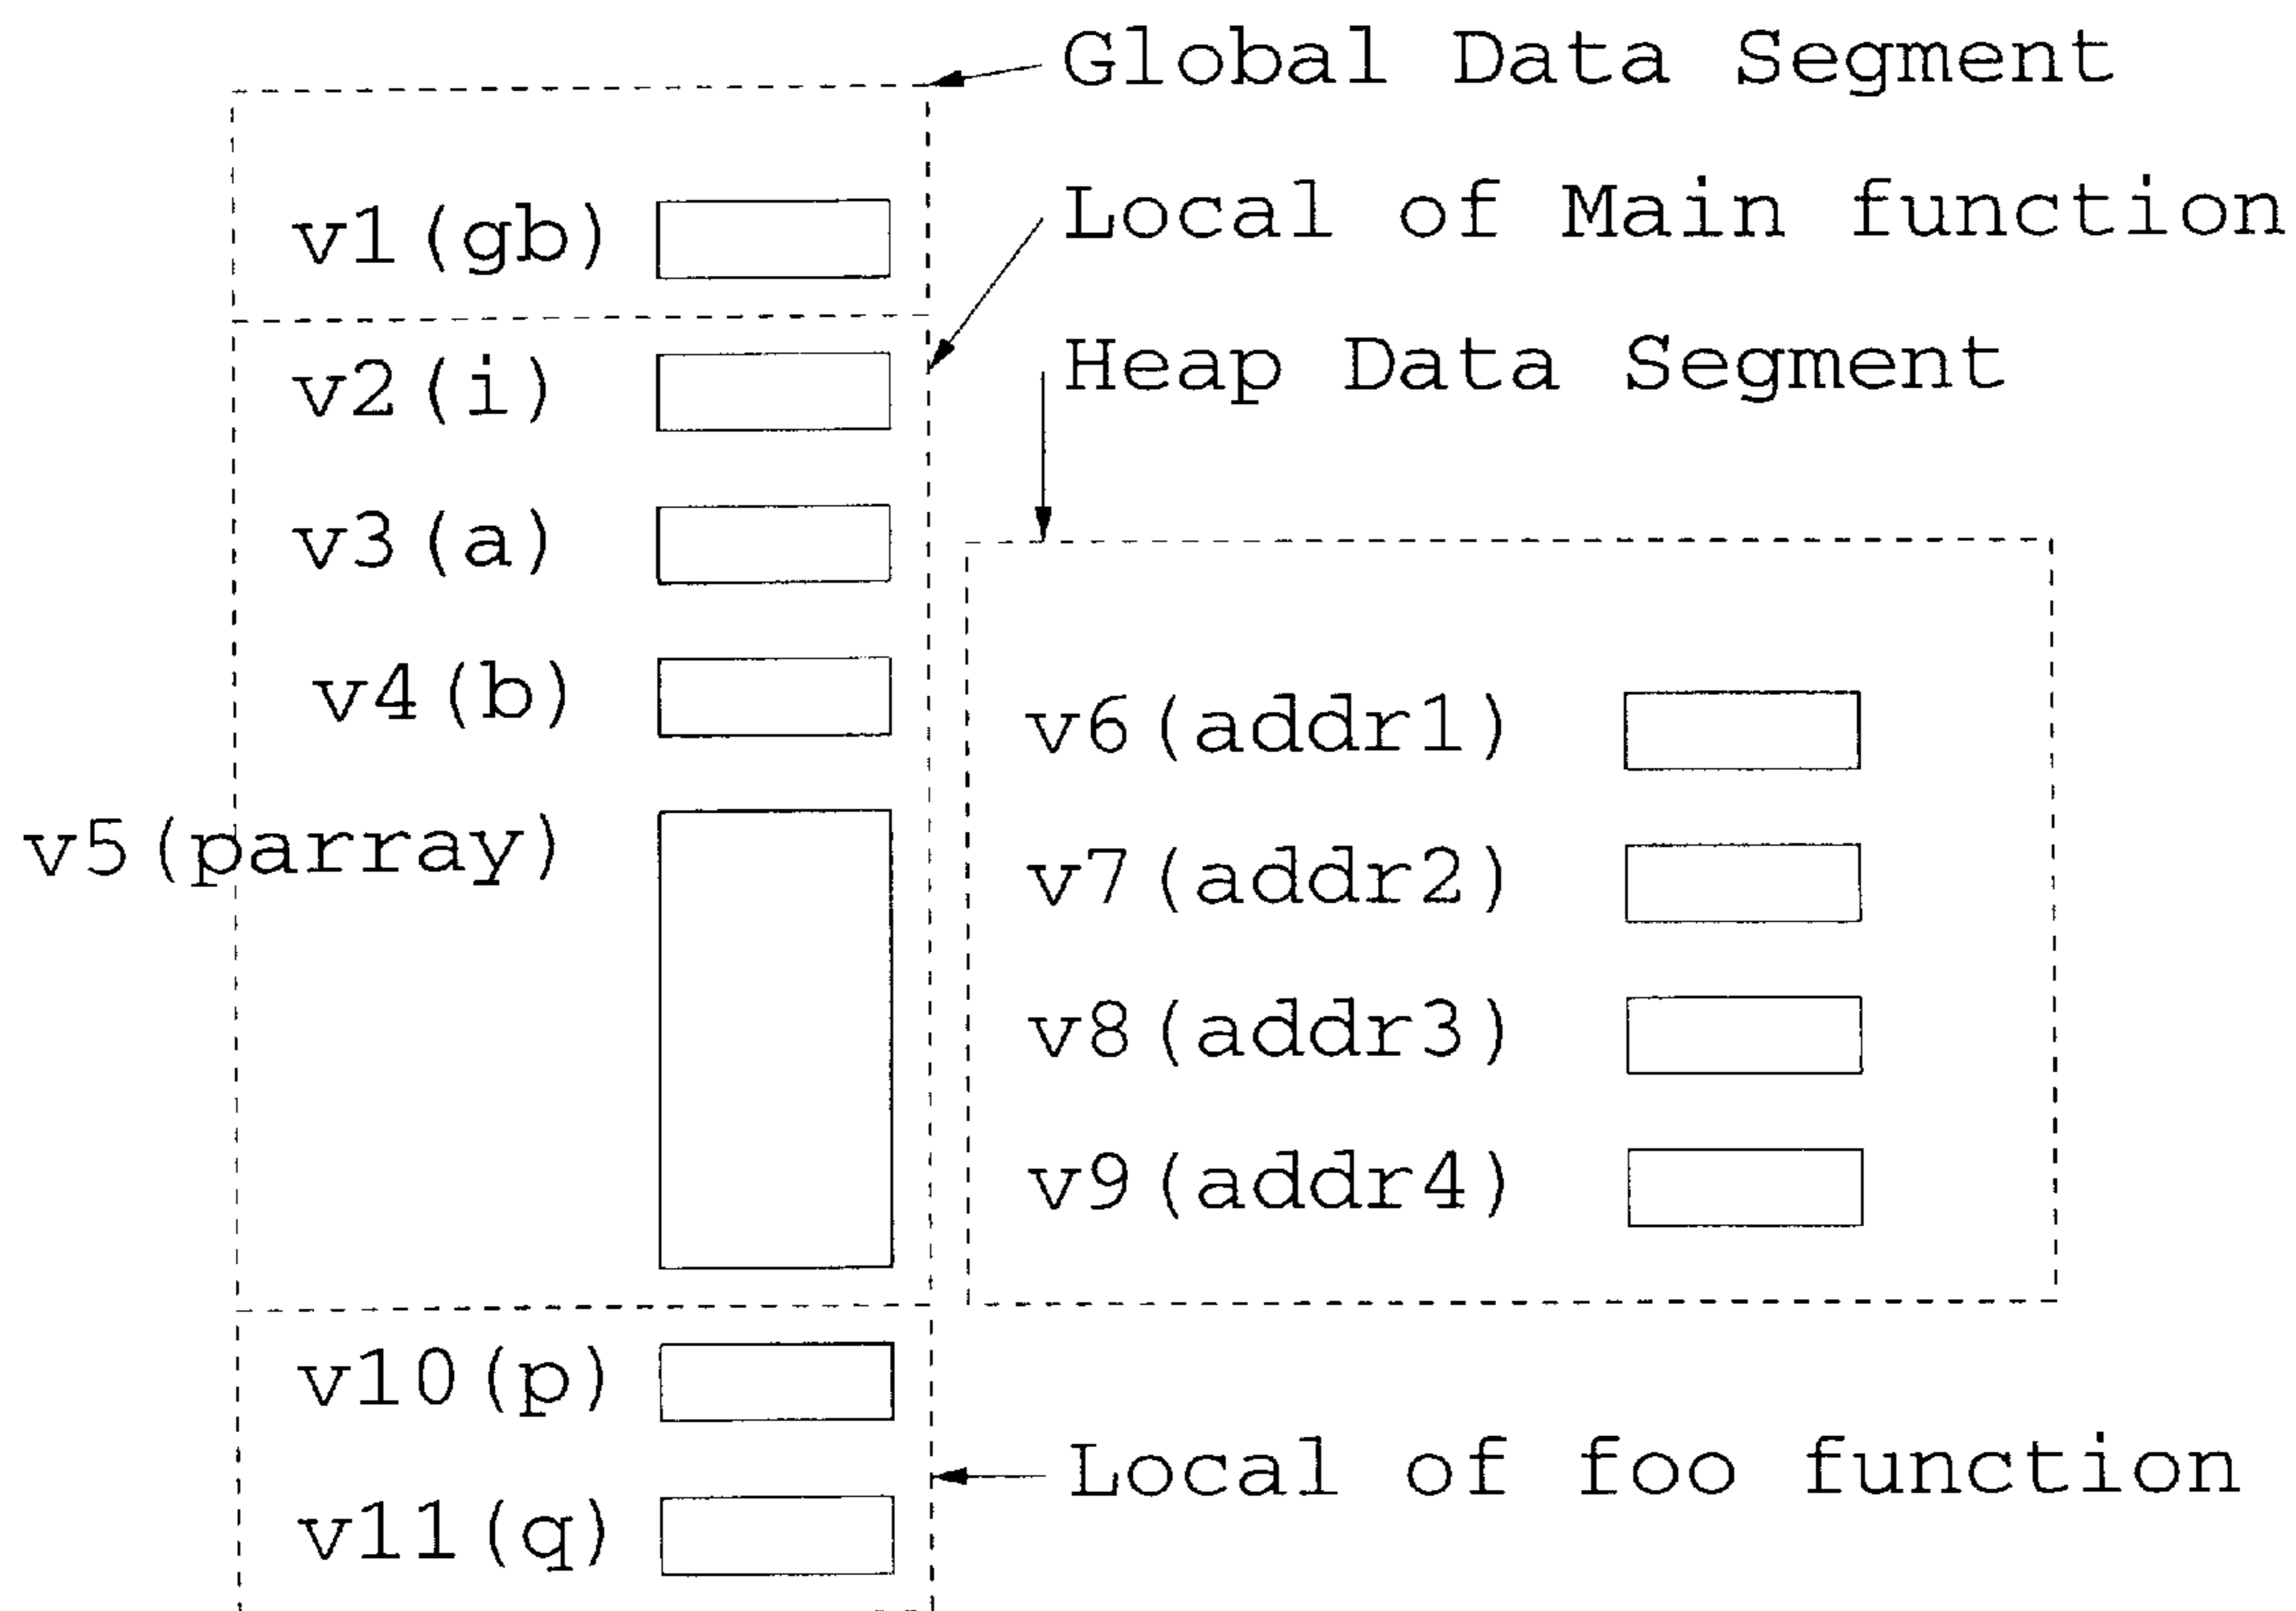 Global Data Segment
v1(gb)
Local of Main function
v2(i)
Heap Data Segment
v3(a)
v4(b)
v5(parray)
v6(addr1)
v7(addr2)
v8(addr3)
v9(addr4)
v10(p)
Local of foo function
v11(q)